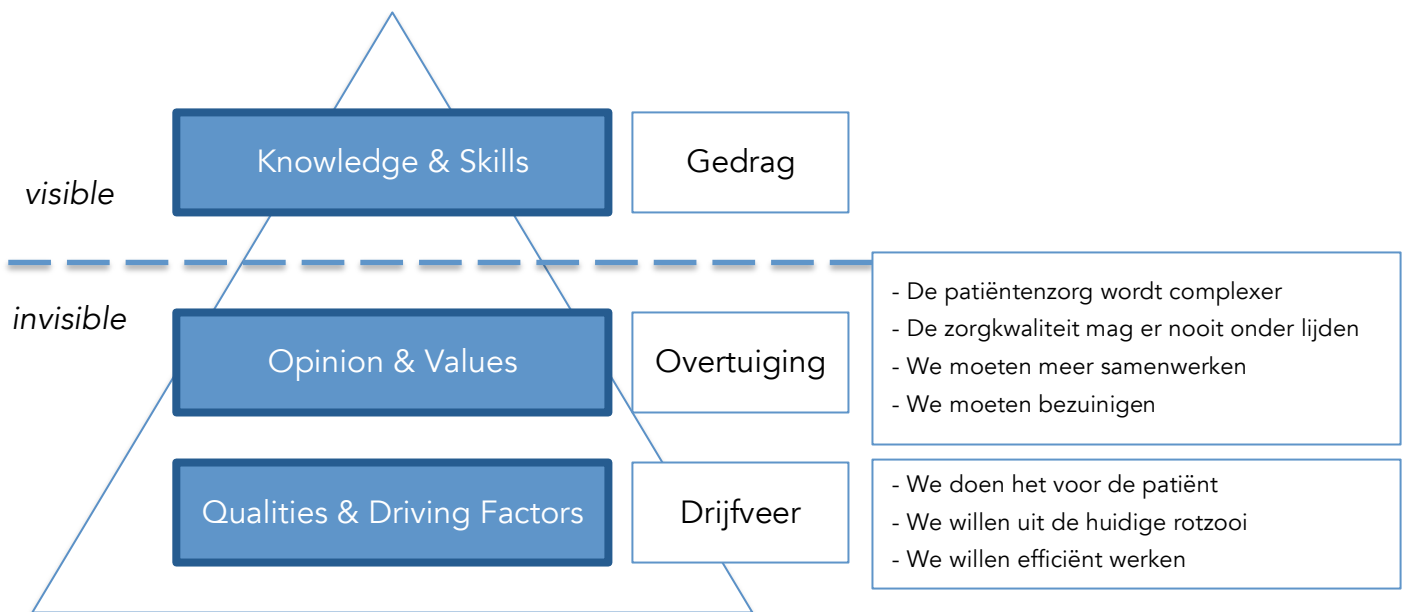 Knowledge & Skills
Gedrag
visible
invisible
Opinion & Values
Overtuiging
- De patiëntenzorg wordt complexer
- De zorgkwaliteit mag er nooit onder lijden
- We moeten meer samenwerken
- We moeten bezuinigen
Qualities & Driving Factors
Drijfveer
- We doen het voor de patiënt
- We willen uit de huidige rotzooi
- We willen efficiënt werken